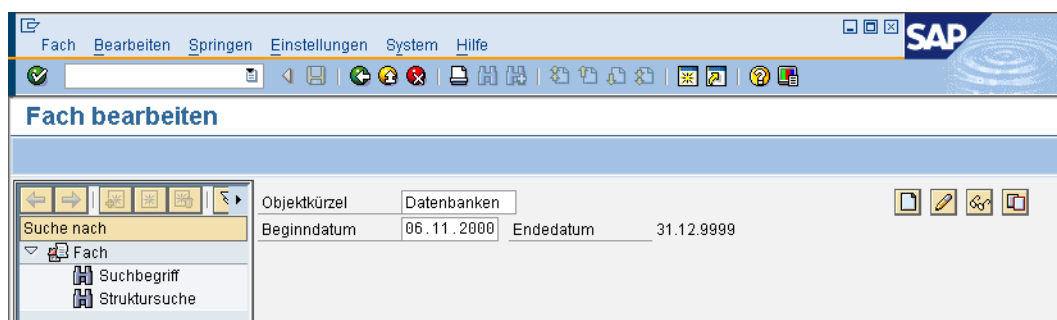 Fach Bearbeiten Springen Einstellungen System Hilfe
SAP
Fach bearbeiten
Objektkürzel Datenbanken
Suche nach
Beginndatum 06.11.2000 Endedatum 31.12.9999
Fach
Suchbegriff
Struktursuche